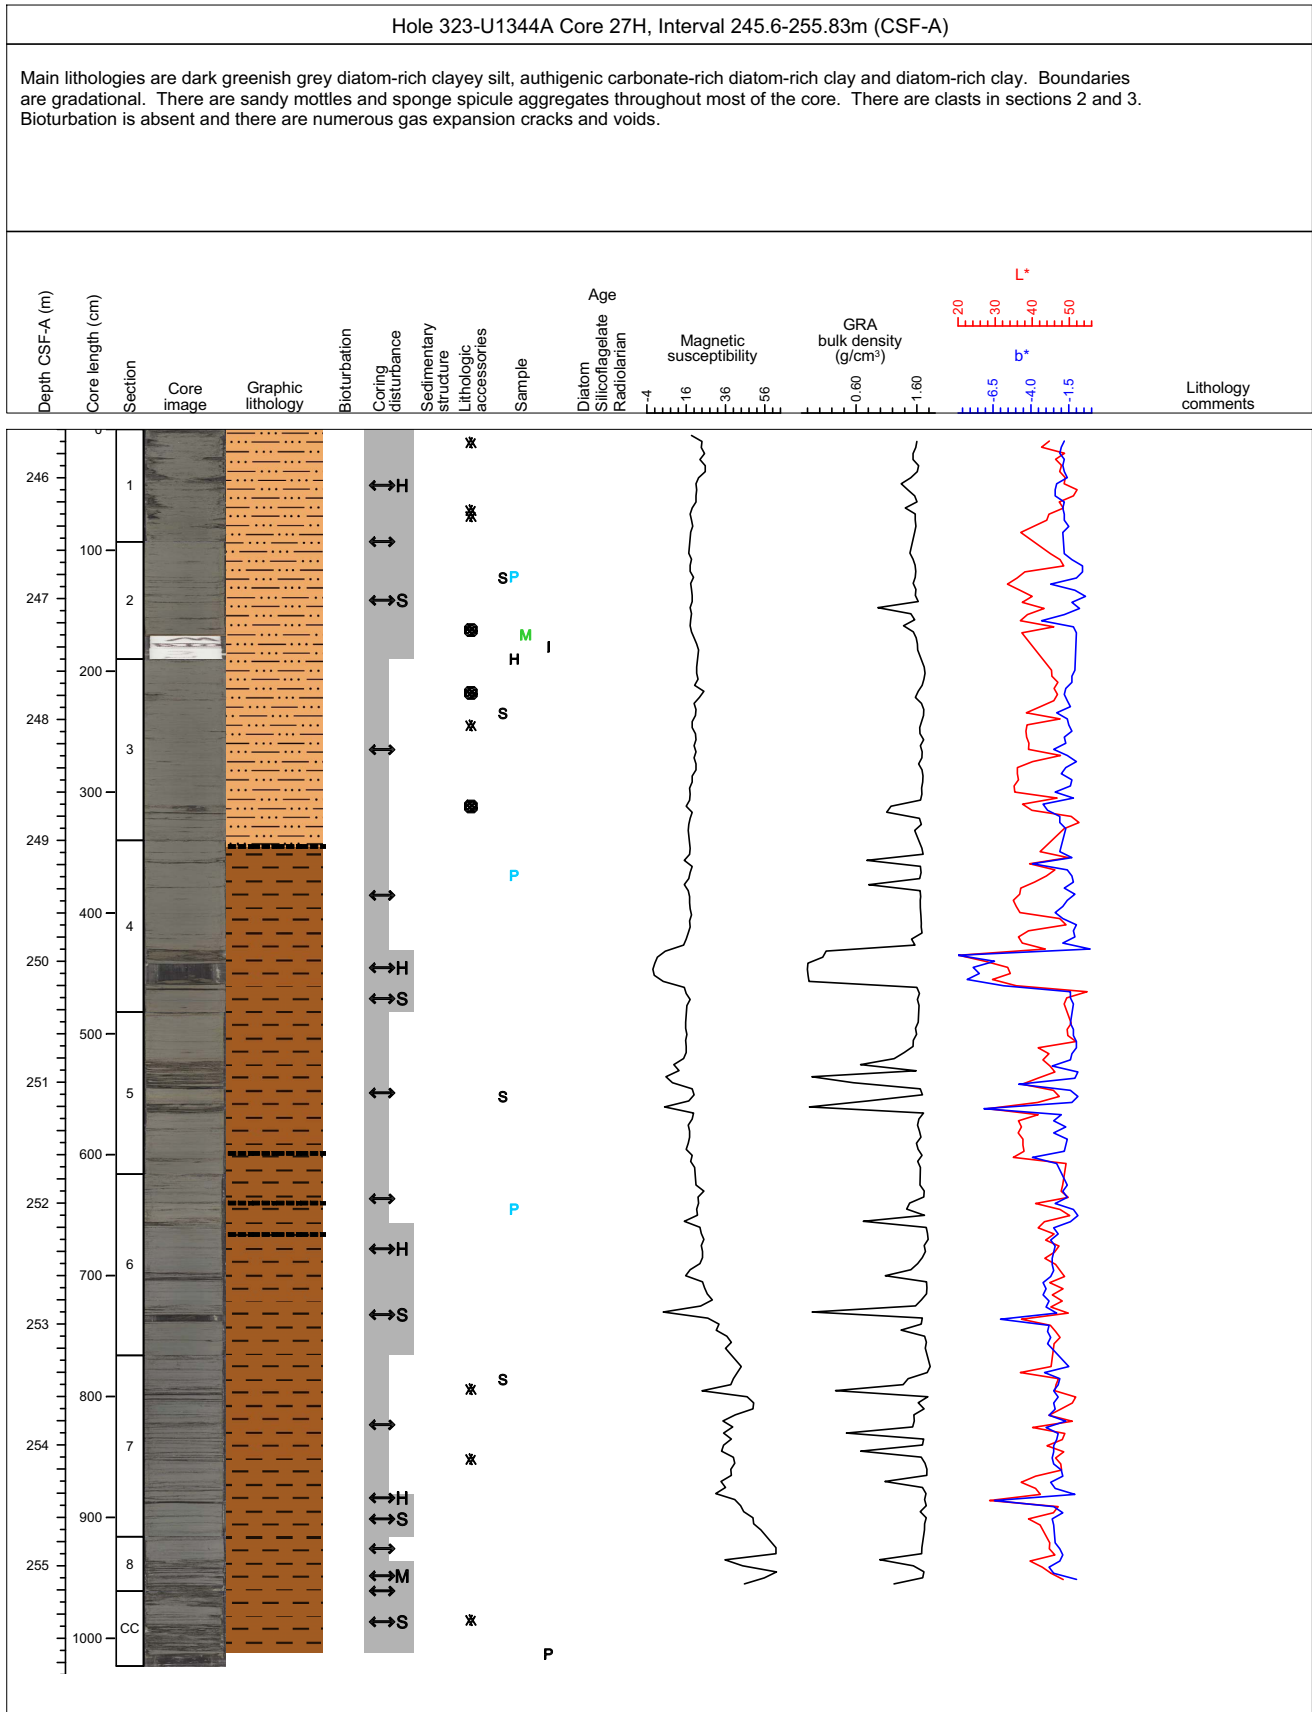 Hole 323-U1344A Core 27H, Interval 245.6-255.83m (CSF-A)
Main lithologies are dark greenish grey diatom-rich clayey silt, authigenic carbonate-rich diatom-rich clay and diatom-rich clay. Boundaries
are gradational. There are sandy mottles and sponge spicule aggregates throughout most of the core. There are clasts in sections 2 and 3.
Bioturbation is absent and there are numerous gas expansion cracks and voids.
Depth CSF-A (m)
Core length (cm)
Section
Core
image
Graphic
lithology
Bioturbation
Coring
disturbance
Sedimentary
structure
Lithologic
accessories
Sample
Age
Diatom
Silicoflagelate
Radiolarian
Magnetic
susceptibility
-4 16 36 56
GRA
bulk density
(g/cm³)
0.60 1.60
L*
20 30 40 50
b*
-6.5 -4.0 -1.5
Lithology
comments
0
246
1
H
100
S P
247
2
S
M
I
H
200
S
248
3
300
249
P
400
4
250
H
S
500
251
5
S
600
252
P
H
6
700
S
253
S
800
254
7
H
900
S
8
255
M
CC
S
1000
P